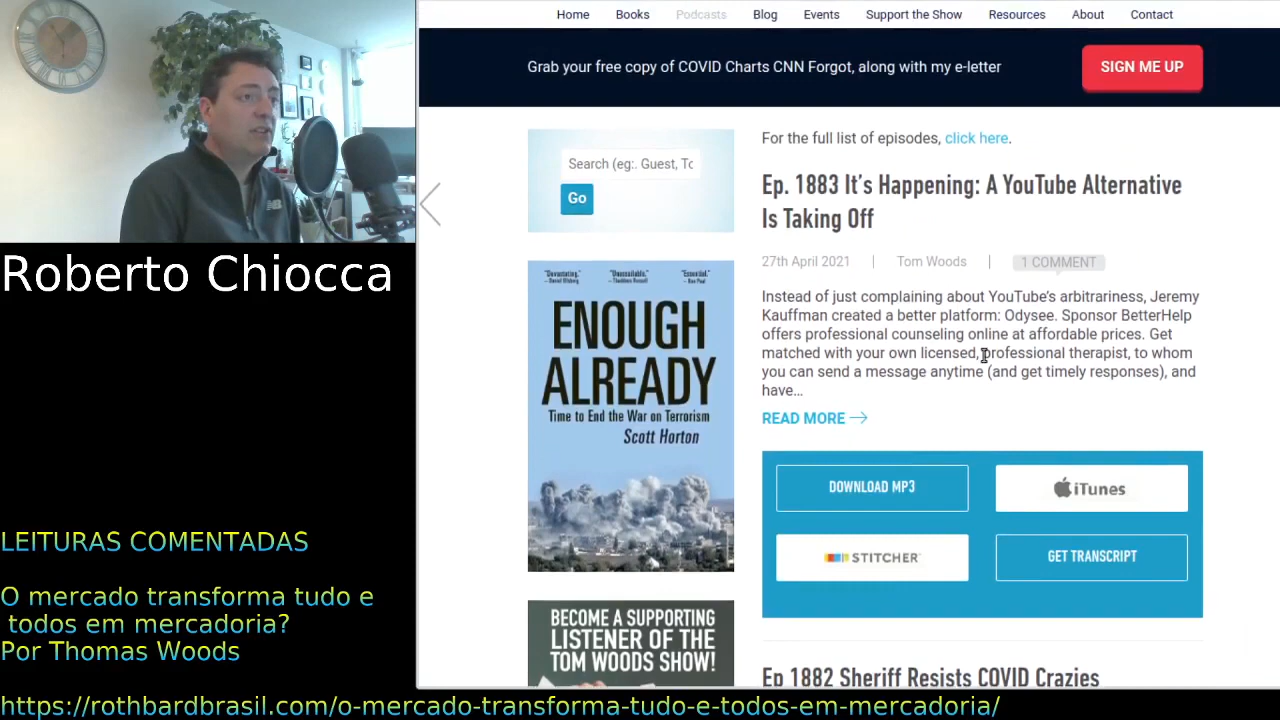 Roberto Chiocca
LEITURAS COMENTADAS
O mercado transforma tudo e
todos em mercadoria?
Por Thomas Woods
https://rothbardbrasil.com/o-mercado-transforma-tudo-e-todos-em-mercadoria/
Home Books Podcasts Blog Events Support the Show Resources About Contact
Grab your free copy of COVID Charts CNN Forgot, along with my e-letter
SIGN ME UP
Search (eg:. Guest, Tc
Go
ENOUGH
ALREADY
Time to End the War on Terrorism
Scott Horton
BECOME A SUPPORTING
LISTENER OF THE
TOM WOODS SHOW!
For the full list of episodes, click here.
Ep. 1883 It’s Happening: A YouTube Alternative
Is Taking Off
27th April 2021 | Tom Woods | 1 COMMENT
Instead of just complaining about YouTube’s arbitrariness, Jeremy
Kauffman created a better platform: Odysee. Sponsor BetterHelp
offers professional counseling online at affordable prices. Get
matched with your own licensed, professional therapist, to whom
you can send a message anytime (and get timely responses), and
have…
READ MORE
DOWNLOAD MP3
iTunes
STITCHER
GET TRANSCRIPT
Ep 1882 Sheriff Resists COVID Crazies